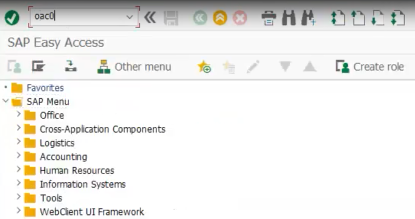 oac0
SAP Easy Access
Other menu
Create role
Favorites
SAP Menu
Office
Cross-Application Components
Logistics
Accounting
Human Resources
Information Systems
Tools
WebClient UI Framework